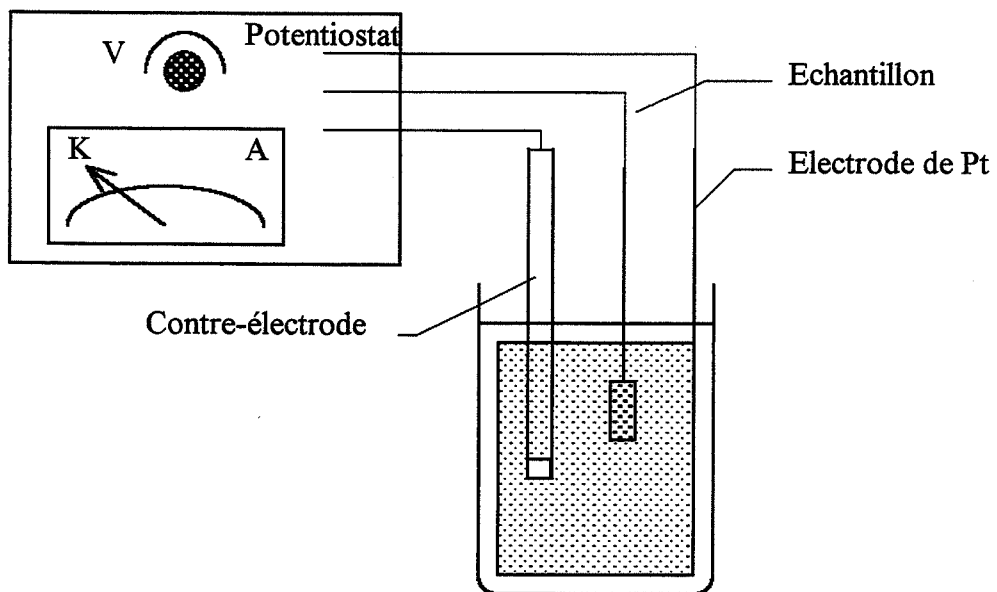 Potentiostat
V
K A
Echantillon
Electrode de Pt
Contre-électrode